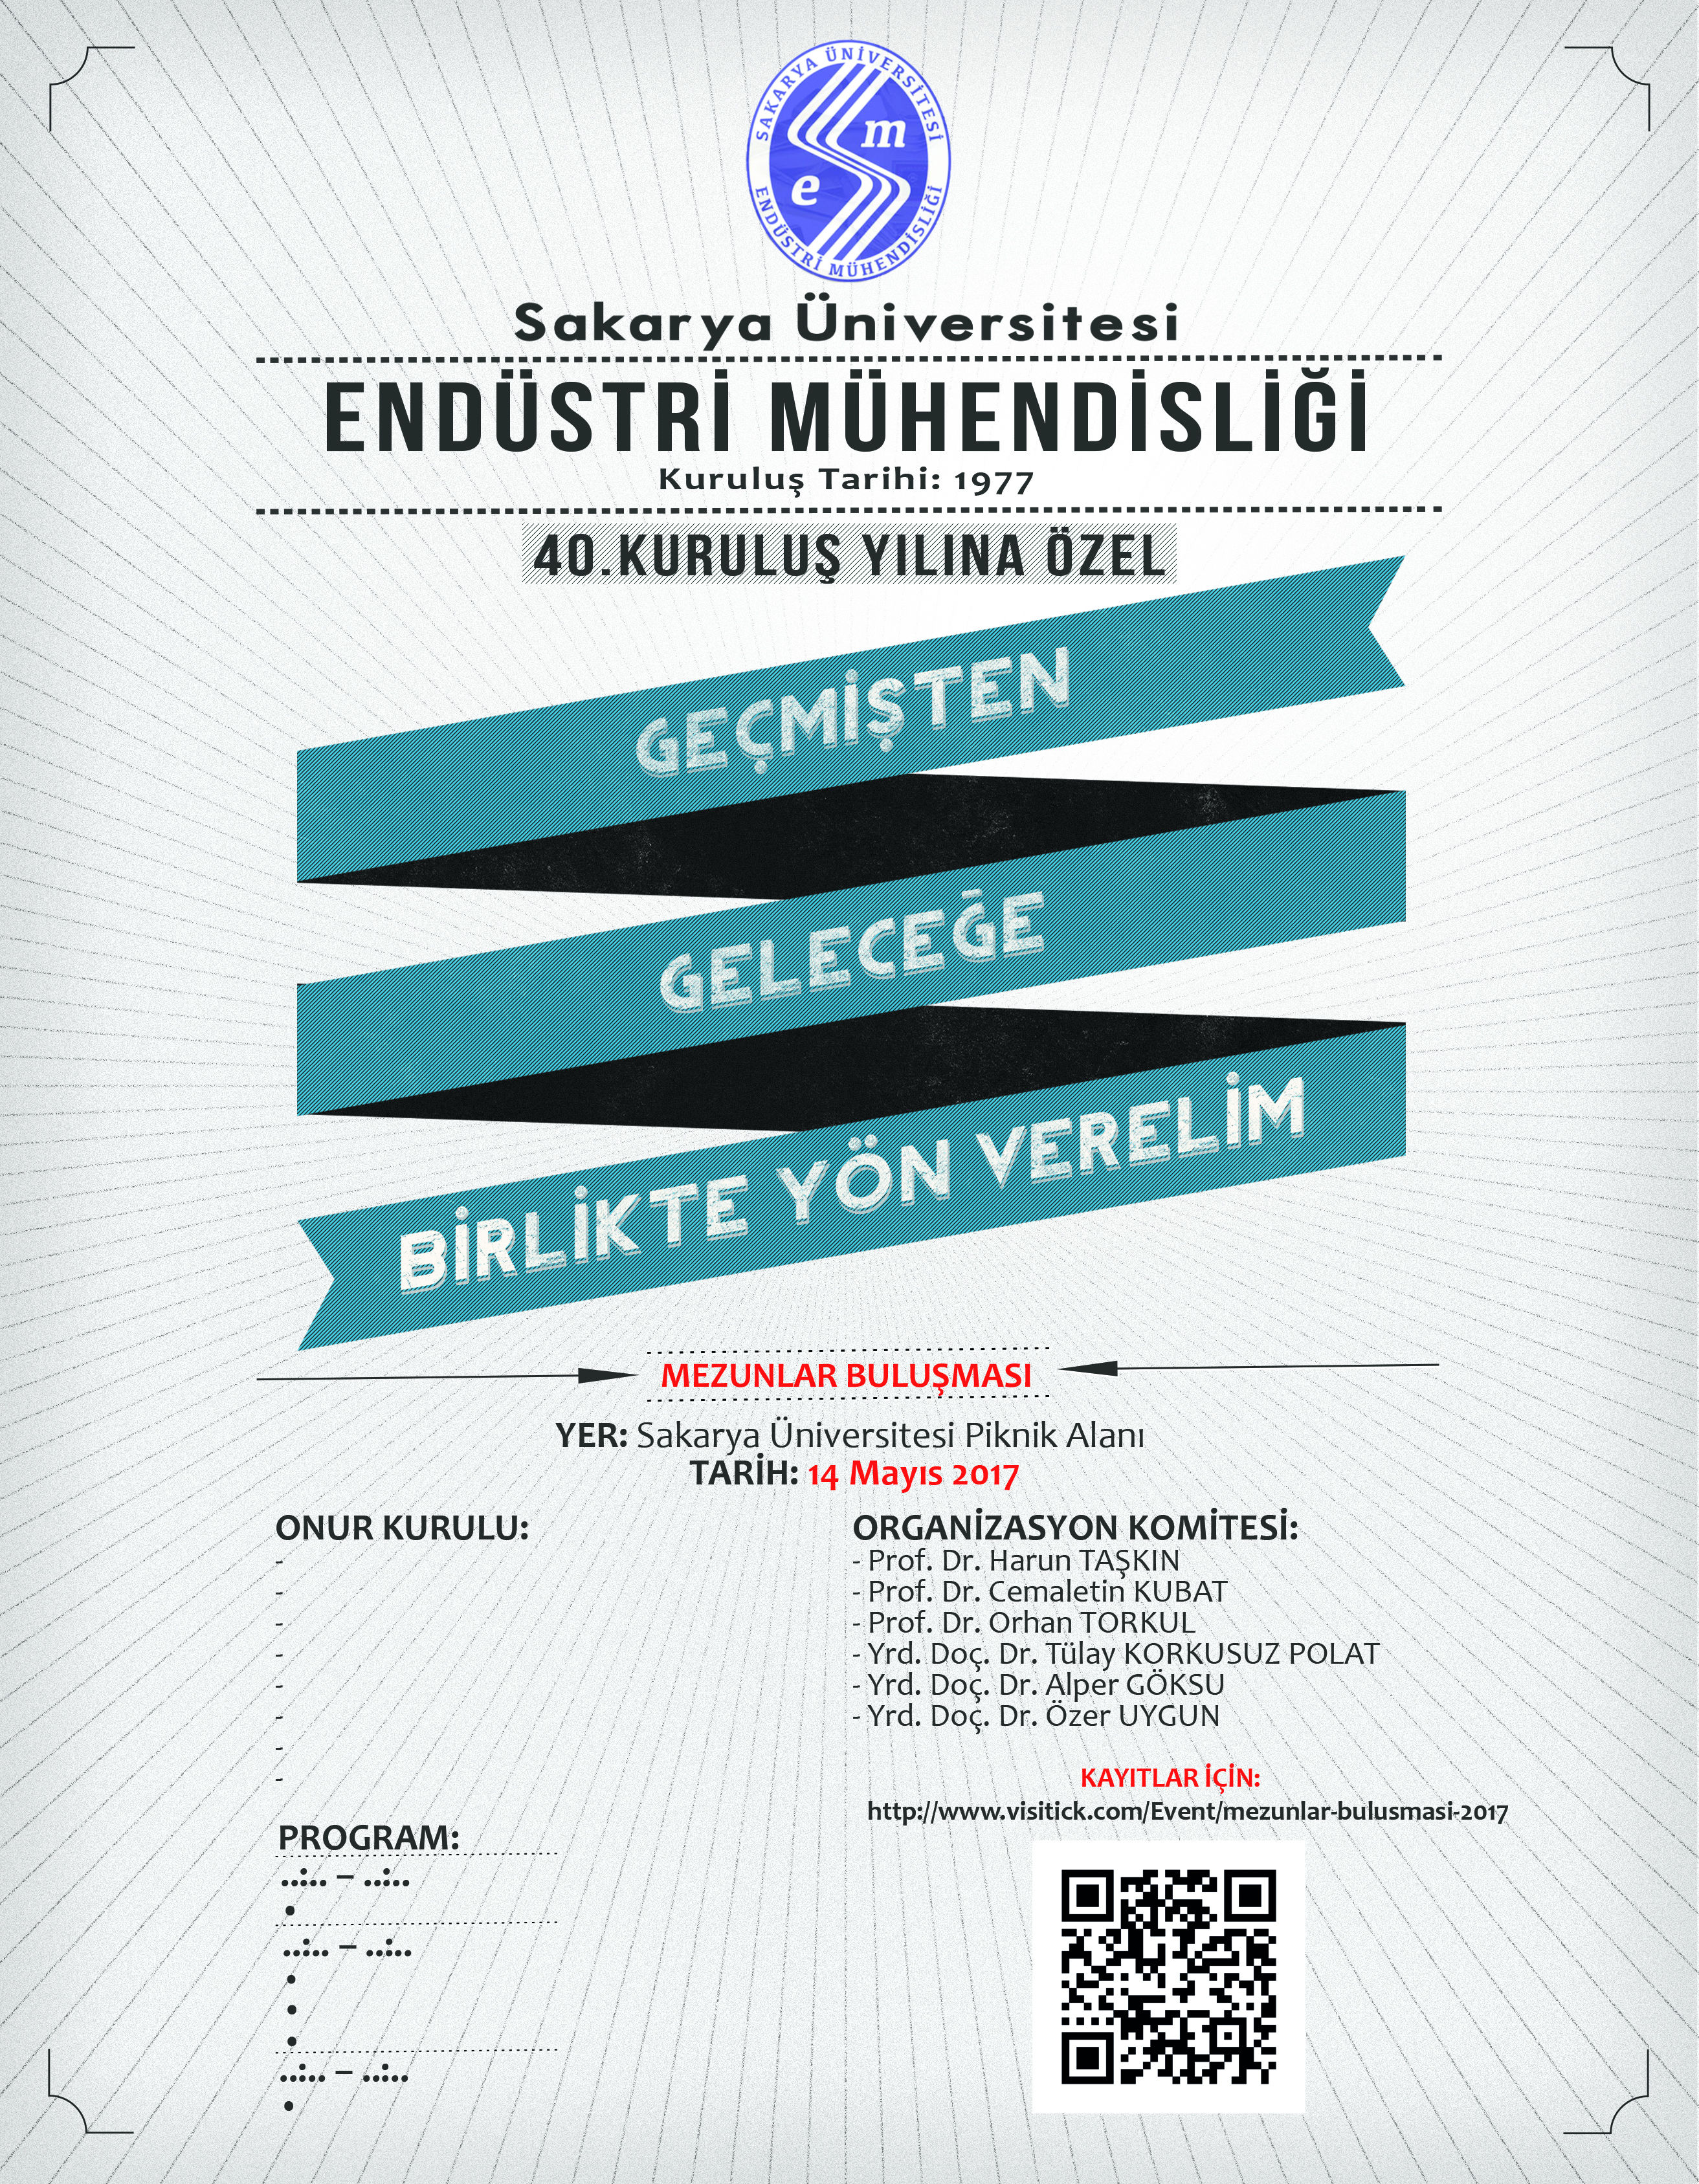 SAKARYA ÜNİVERSİTESİ
m
e
ENDÜSTRİ MÜHENDİSLİĞİ
Sakarya Üniversitesi
ENDÜSTRİ MÜHENDİSLİĞİ
Kuruluş Tarihi: 1977
40.KURULUŞ YILINA ÖZEL
GEÇMİŞTEN
GELECEĞE
BİRLİKTE YÖN VERELİM
MEZUNLAR BULUŞMASI
YER: Sakarya Üniversitesi Piknik Alanı
TARİH: 14 Mayıs 2017
ONUR KURULU:
-
-
-
-
-
-
-
-
PROGRAM:
..:.. – ..:..
•
..:.. – ..:..
•
•
•
..:.. – ..:..
•
ORGANİZASYON KOMİTESİ:
- Prof. Dr. Harun TAŞKIN
- Prof. Dr. Cemaletin KUBAT
- Prof. Dr. Orhan TORKUL
- Yrd. Doç. Dr. Tülay KORKUSUZ POLAT
- Yrd. Doç. Dr. Alper GÖKSU
- Yrd. Doç. Dr. Özer UYGUN
KAYITLAR İÇİN:
http://www.visitick.com/Event/mezunlar-bulusmasi-2017